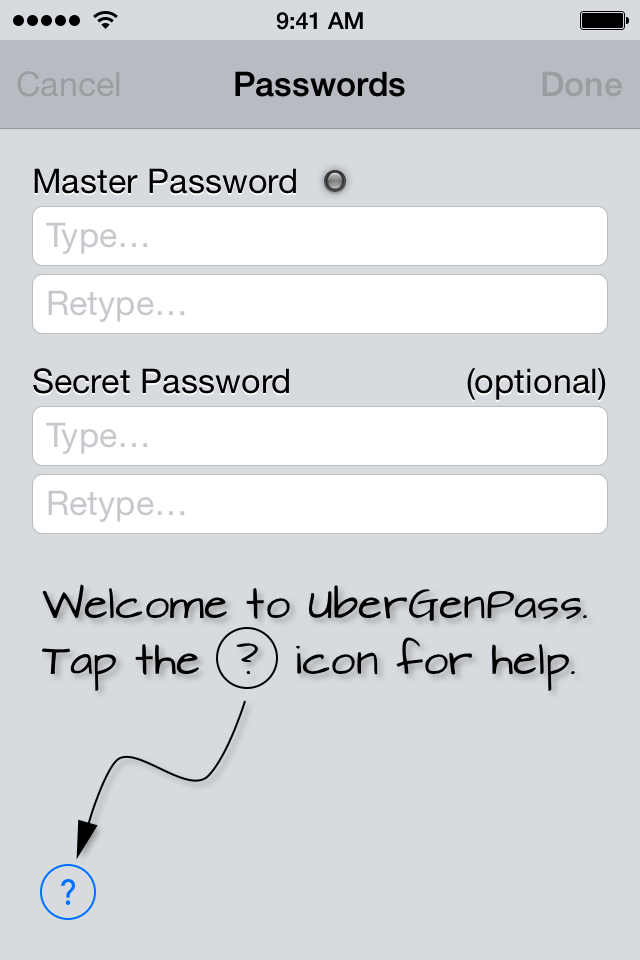 9:41 AM
Cancel Passwords Done
Master Password
Type…
Retype…
Secret Password (optional)
Type…
Retype…
Welcome to UberGenPass.
Tap the ? icon for help.
?